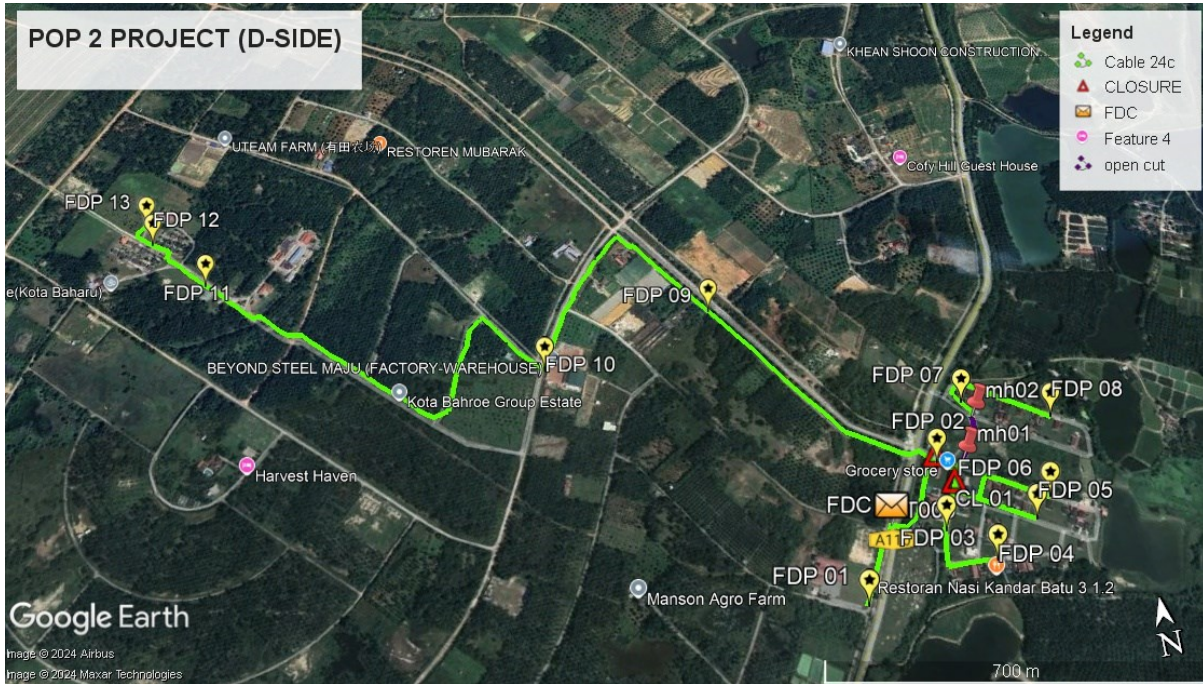 POP 2 PROJECT (D-SIDE)
Legend
Cable 24c
CLOSURE
FDC
Feature 4
open cut
KHEAN SHOON CONSTRUCTION...
UTEAM FARM (有田农场)
RESTOREN MUBARAK
Cofy Hill Guest House
FDP 13
FDP 12
e(Kota Baharu)
FDP 11
FDP 09
BEYOND STEEL MAJU (FACTORY-WAREHOUSE)
FDP 10
Kota Bahroe Group Estate
FDP 07
mh02
FDP 08
FDP 02
mh01
Grocery store
FDP 06
Harvest Haven
CL 01
FDP 05
FDC
FDP 03
FDP 04
FDP 01
Restoran Nasi Kandar Batu 3 1.2
Manson Agro Farm
Google Earth
Image © 2024 Airbus
Image © 2024 Maxar Technologies
700 m
N